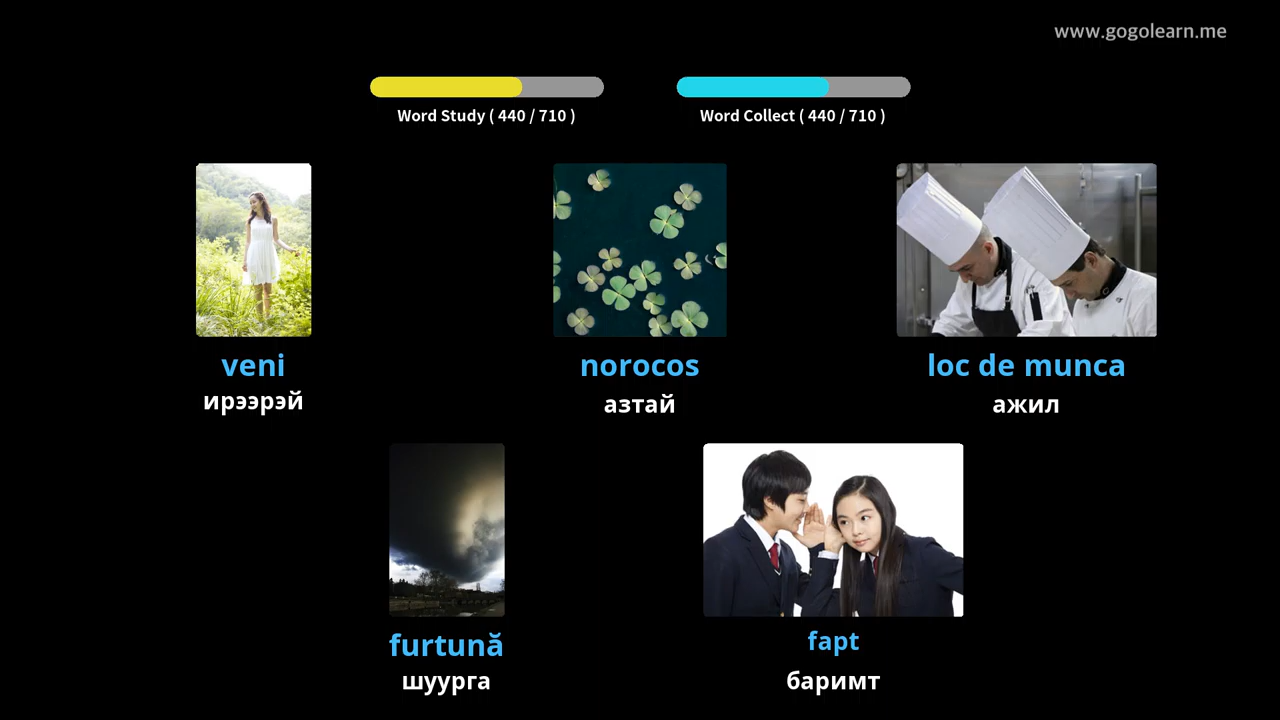 www.gogolearn.me
Word Study ( 440 / 710 )
Word Collect ( 440 / 710 )
veni
ирээрэй
norocos
азтай
loc de munca
ажил
furtună
шуурга
fapt
баримт